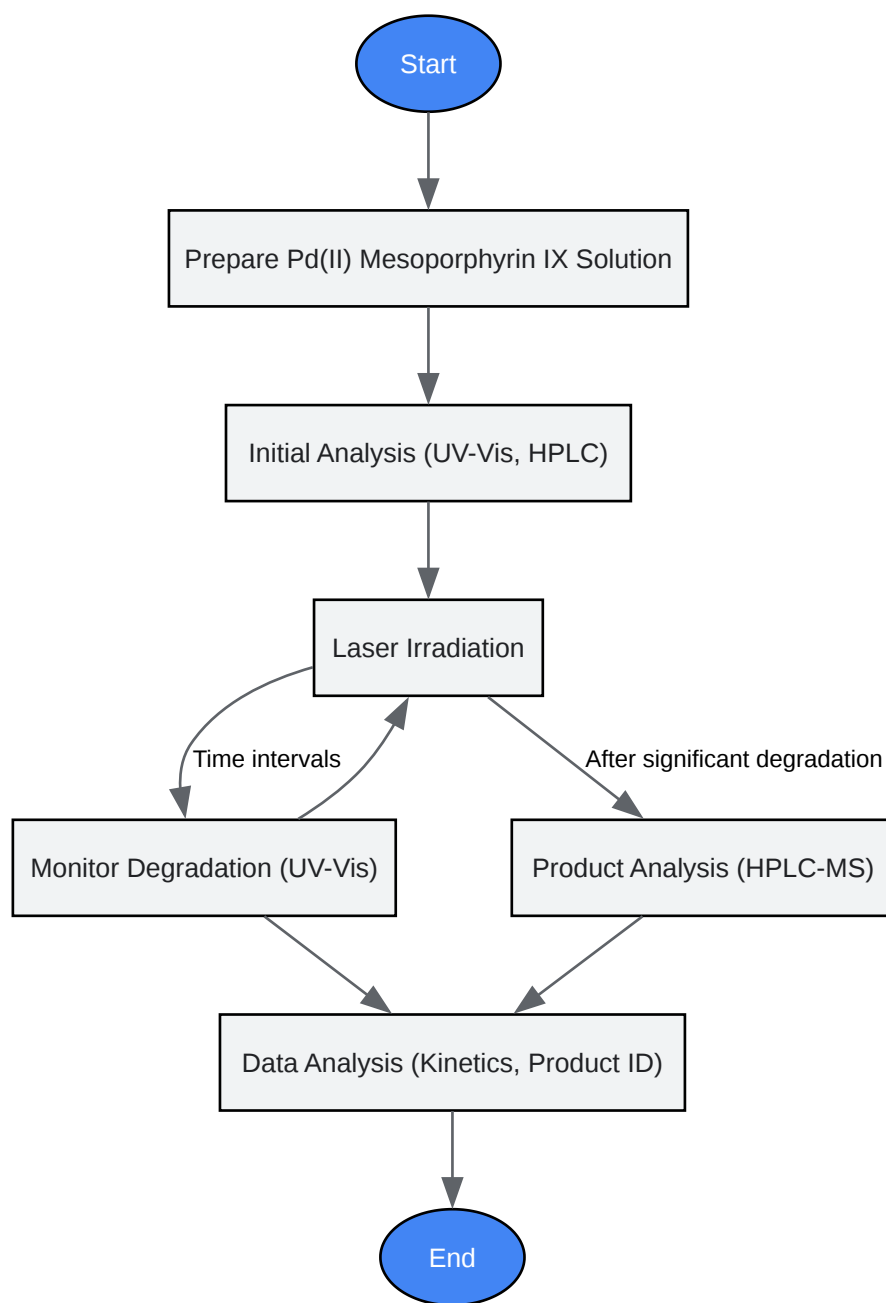 Start
Prepare Pd(II) Mesoporphyrin IX Solution
Initial Analysis (UV-Vis, HPLC)
Laser Irradiation
Time intervals
After significant degradation
Monitor Degradation (UV-Vis)
Product Analysis (HPLC-MS)
Data Analysis (Kinetics, Product ID)
End